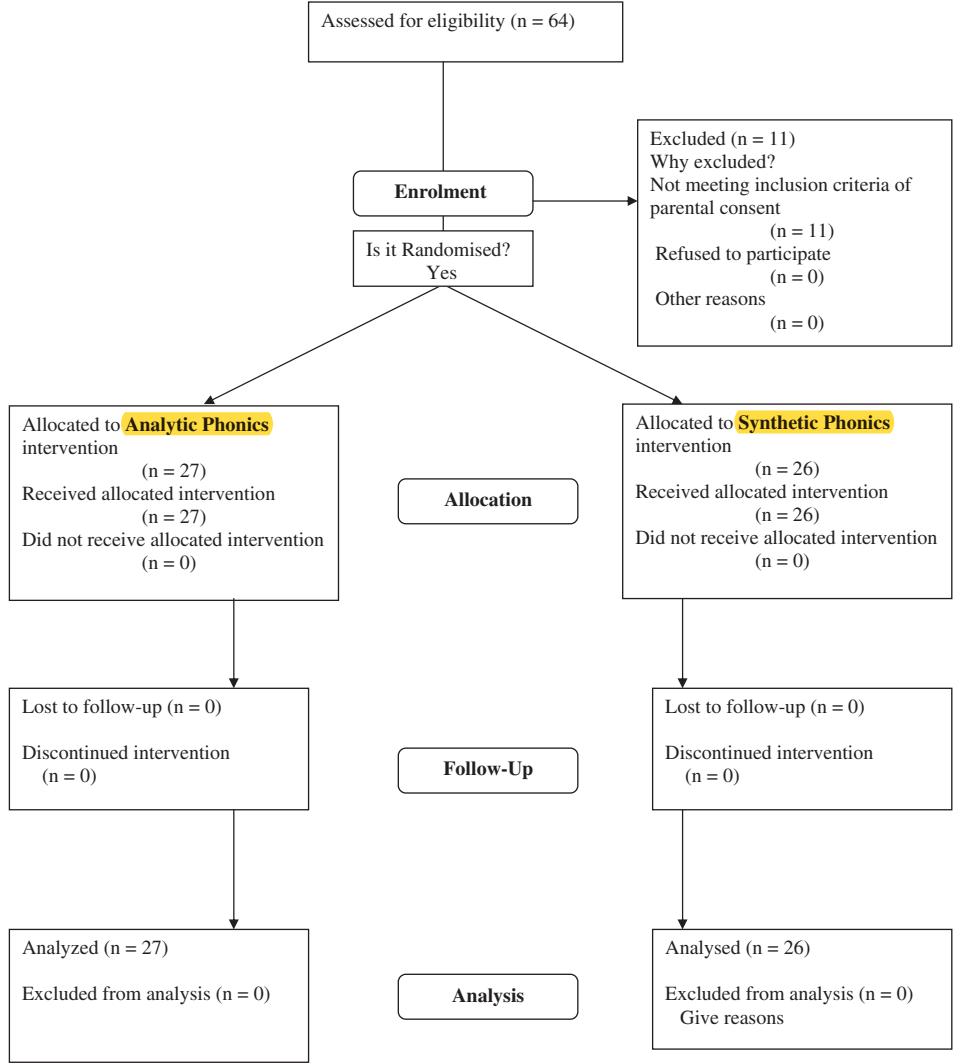 Assessed for eligibility (n = 64)
Excluded (n = 11)
Why excluded?
Not meeting inclusion criteria of
parental consent
(n = 11)
Refused to participate
(n = 0)
Other reasons
(n = 0)
Enrolment
Is it Randomised?
Yes
Allocated to Analytic Phonics
intervention
(n = 27)
Received allocated intervention
(n = 27)
Did not receive allocated intervention
(n = 0)
Allocation
Allocated to Synthetic Phonics
intervention
(n = 26)
Received allocated intervention
(n = 26)
Did not receive allocated intervention
(n = 0)
Lost to follow-up (n = 0)
Discontinued intervention
(n = 0)
Follow-Up
Lost to follow-up (n = 0)
Discontinued intervention
(n = 0)
Analyzed (n = 27)
Excluded from analysis (n = 0)
Analysis
Analysed (n = 26)
Excluded from analysis (n = 0)
Give reasons